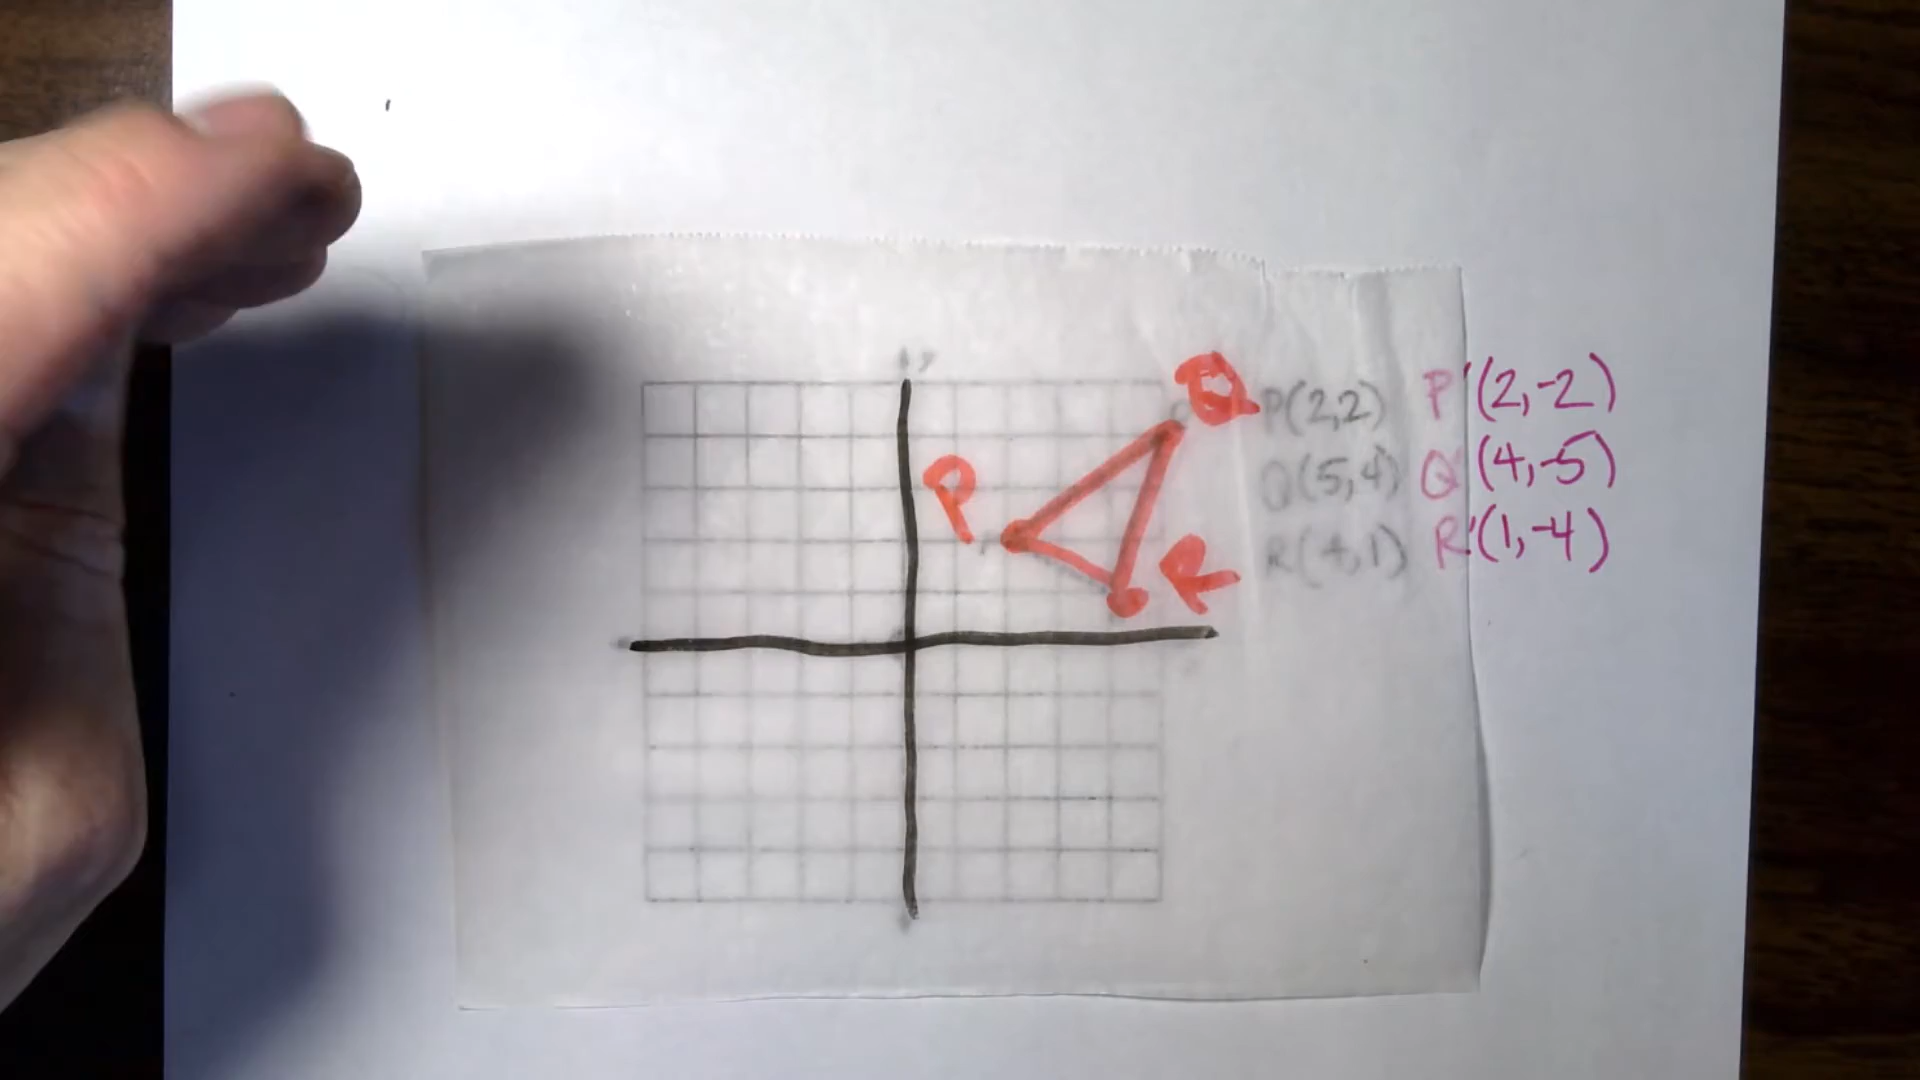 y
Q
P
R
P(2,2) P'(2,-2)
Q(5,4) Q'(4,-5)
R(4,1) R'(1,-4)